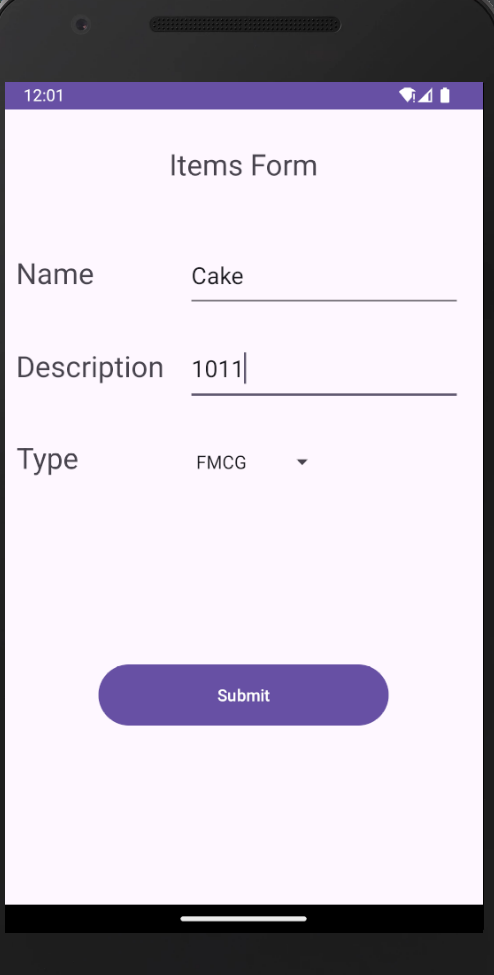 12:01
Items Form
Name Cake
Description 1011
Type FMCG
Submit